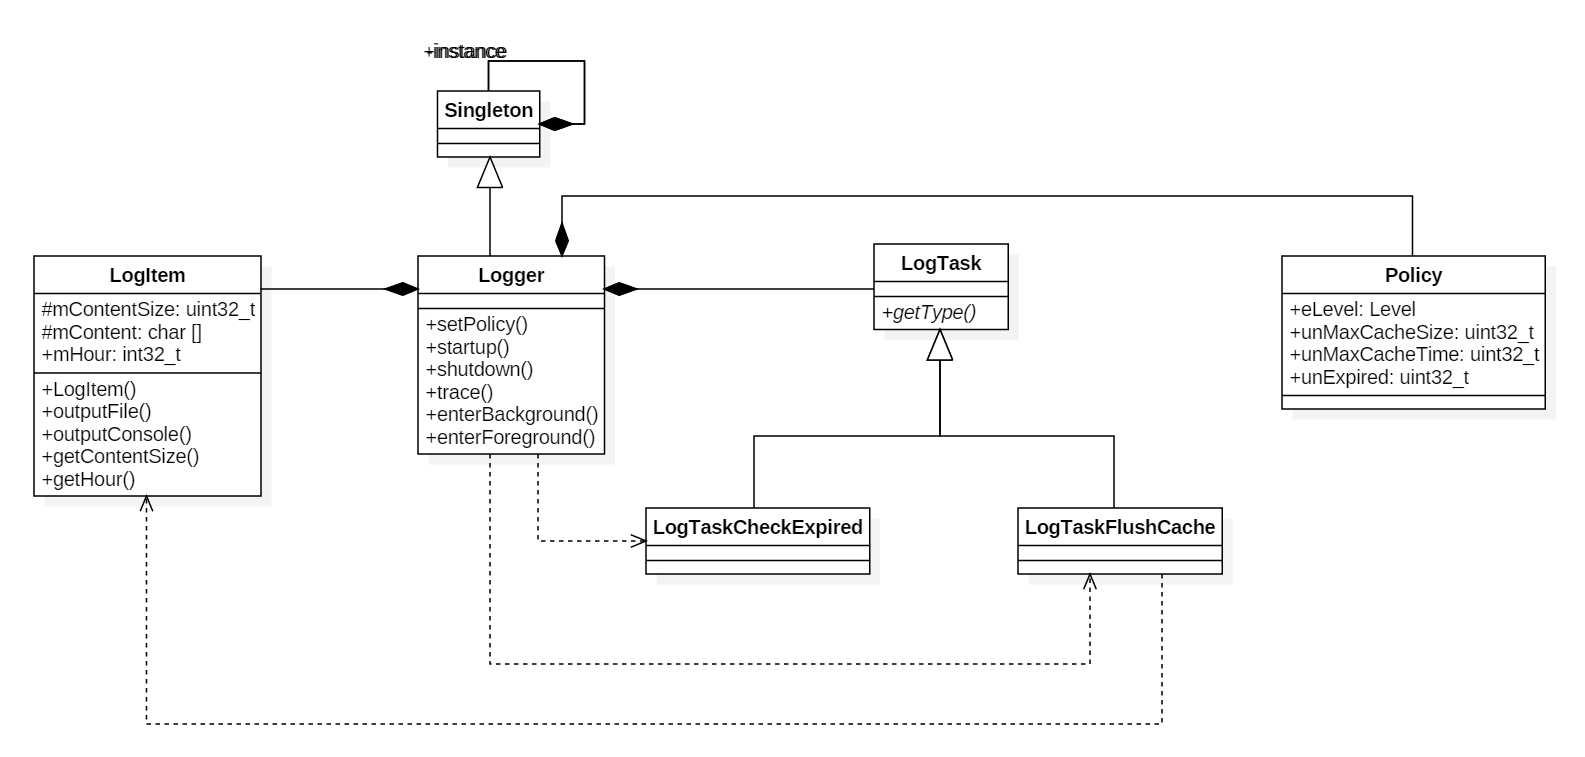 +instance
Singleton
LogItem
#mContentSize: uint32_t
#mContent: char []
+mHour: int32_t
+LogItem()
+outputFile()
+outputConsole()
+getContentSize()
+getHour()
Logger
+setPolicy()
+startup()
+shutdown()
+trace()
+enterBackground()
+enterForeground()
LogTask
+getType()
Policy
+eLevel: Level
+unMaxCacheSize: uint32_t
+unMaxCacheTime: uint32_t
+unExpired: uint32_t
LogTaskCheckExpired
LogTaskFlushCache